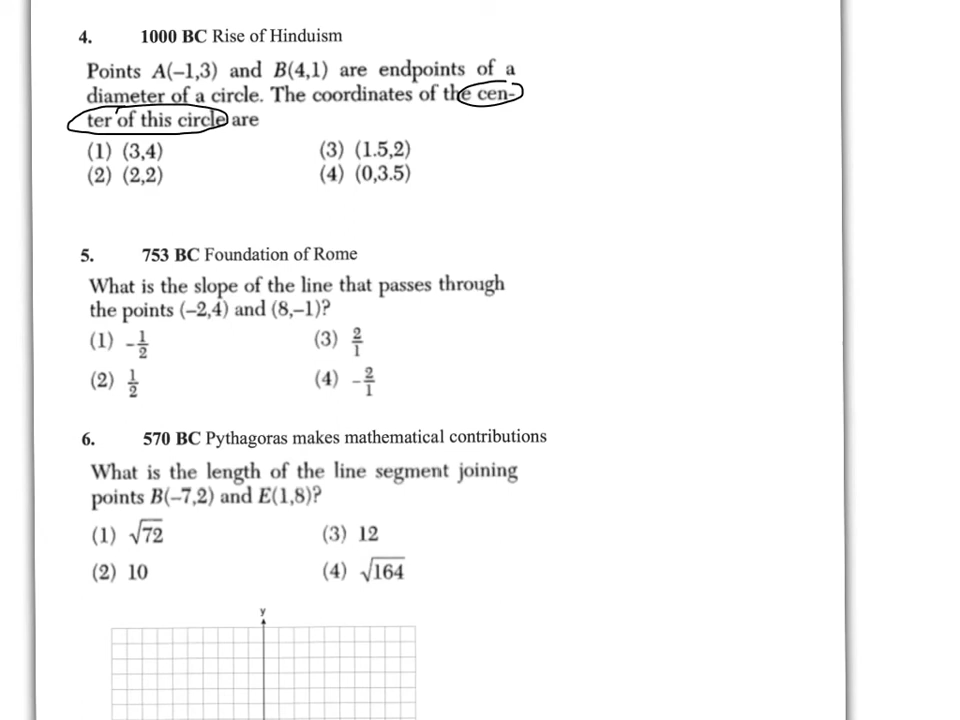 4. 1000 BC Rise of Hinduism
Points A(–1,3) and B(4,1) are endpoints of a
diameter of a circle. The coordinates of the cen-
ter of this circle are
(1) (3,4) (3) (1.5,2)
(2) (2,2) (4) (0,3.5)
5. 753 BC Foundation of Rome
What is the slope of the line that passes through
the points (–2,4) and (8,–1)?
(1) -1/2 (3) 2/1
(2) 1/2 (4) -2/1
6. 570 BC Pythagoras makes mathematical contributions
What is the length of the line segment joining
points B(–7,2) and E(1,8)?
(1) √72 (3) 12
(2) 10 (4) √164
y